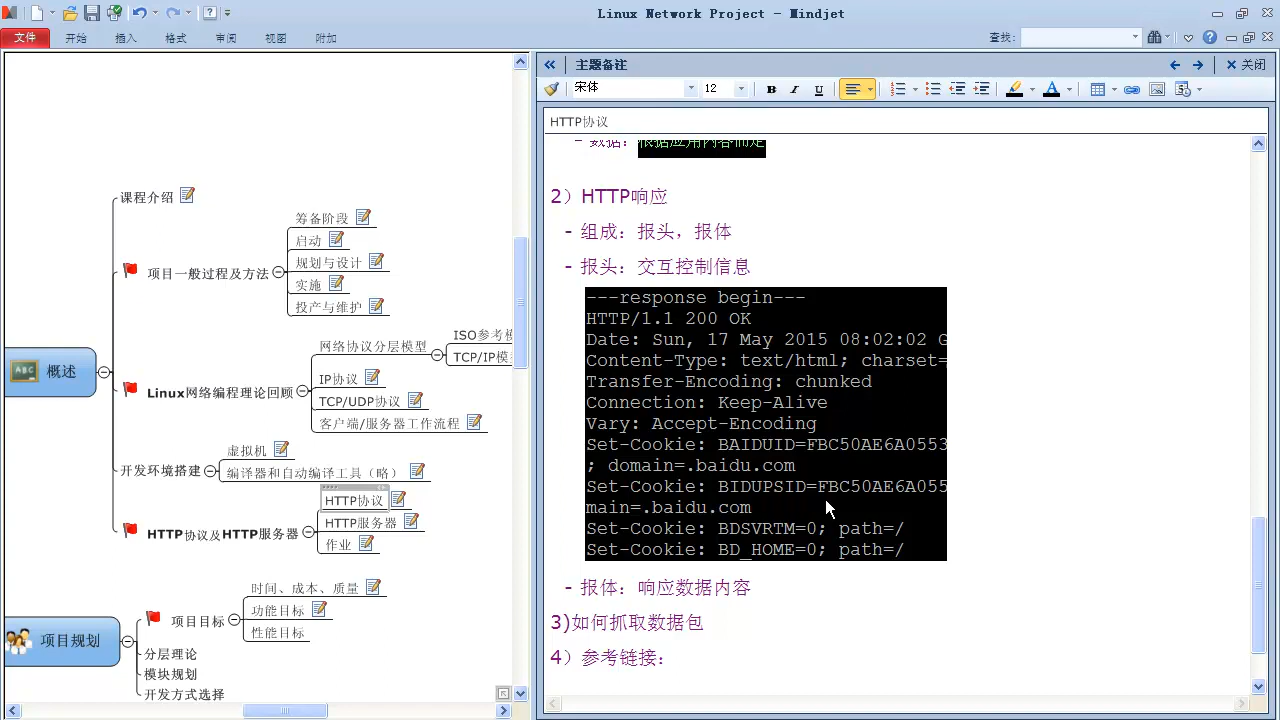 Linux Network Project - Mindjet
文件 开始 插入 格式 审阅 视图 附加 查找:
主题备注 关闭
宋体 12
HTTP协议
课程介绍
项目一般过程及方法
筹备阶段
启动
规划与设计
实施
投产与维护
概述
Linux网络编程理论回顾
网络协议分层模型
ISO参考模
TCP/IP模
IP协议
TCP/UDP协议
客户端/服务器工作流程
开发环境搭建
虚拟机
编译器和自动编译工具（略）
HTTP协议及HTTP服务器
HTTP协议
HTTP服务器
作业
项目规划
项目目标
时间、成本、质量
功能目标
性能目标
分层理论
模块规划
开发方式选择
- 数据: 根据应用内容而定
2）HTTP响应
- 组成: 报头, 报体
- 报头: 交互控制信息
---response begin---
HTTP/1.1 200 OK
Date: Sun, 17 May 2015 08:02:02 G
Content-Type: text/html; charset=
Transfer-Encoding: chunked
Connection: Keep-Alive
Vary: Accept-Encoding
Set-Cookie: BAIDUID=FBC50AE6A0553
; domain=.baidu.com
Set-Cookie: BIDUPSID=FBC50AE6A055
main=.baidu.com
Set-Cookie: BDSVRTM=0; path=/
Set-Cookie: BD_HOME=0; path=/
- 报体: 响应数据内容
3)如何抓取数据包
4）参考链接: